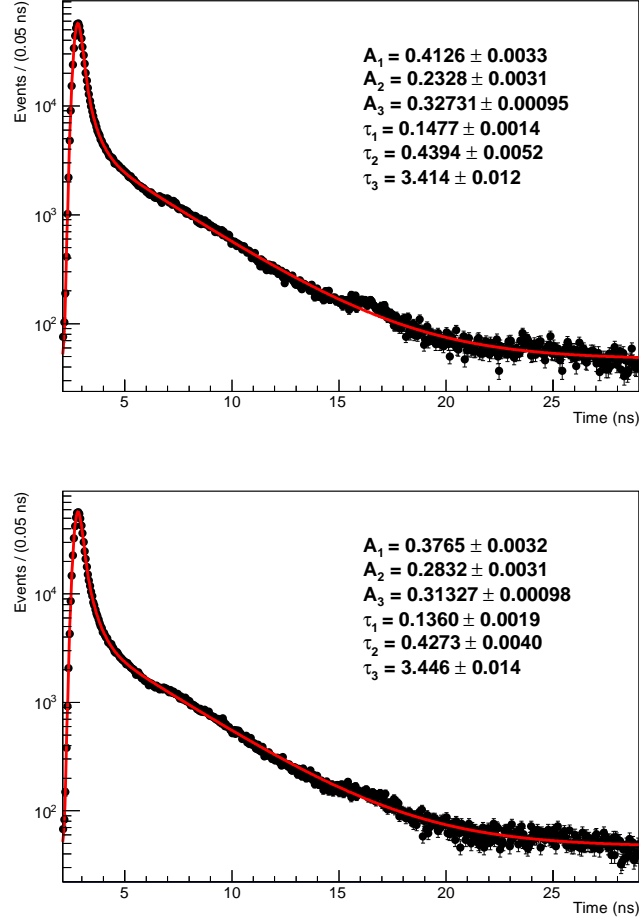 Events / (0.05 ns)
A₁ = 0.4126 ± 0.0033
A₂ = 0.2328 ± 0.0031
A₃ = 0.32731 ± 0.00095
τ₁ = 0.1477 ± 0.0014
τ₂ = 0.4394 ± 0.0052
τ₃ = 3.414 ± 0.012
10⁴
10³
10²
5 10 15 20 25
Time (ns)
Events / (0.05 ns)
A₁ = 0.3765 ± 0.0032
A₂ = 0.2832 ± 0.0031
A₃ = 0.31327 ± 0.00098
τ₁ = 0.1360 ± 0.0019
τ₂ = 0.4273 ± 0.0040
τ₃ = 3.446 ± 0.014
10⁴
10³
10²
5 10 15 20 25
Time (ns)